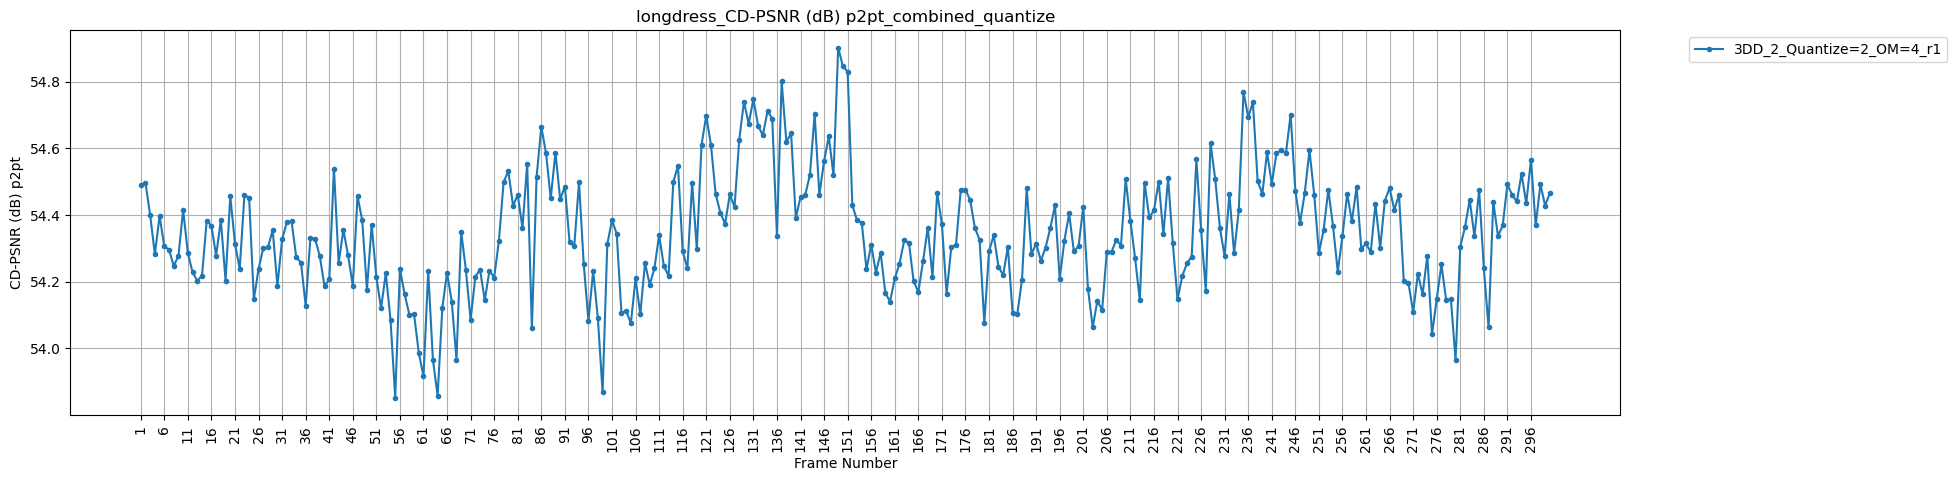 longdress_CD-PSNR (dB) p2pt_combined_quantize
3DD_2_Quantize=2_OM=4_r1
CD-PSNR (dB) p2pt
54.8
54.6
54.4
54.2
54.0
1 6 11 16 21 26 31 36 41 46 51 56 61 66 71 76 81 86 91 96 101 106 111 116 121 126 131 136 141 146 151 156 161 166 171 176 181 186 191 196 201 206 211 216 221 226 231 236 241 246 251 256 261 266 271 276 281 286 291 296
Frame Number